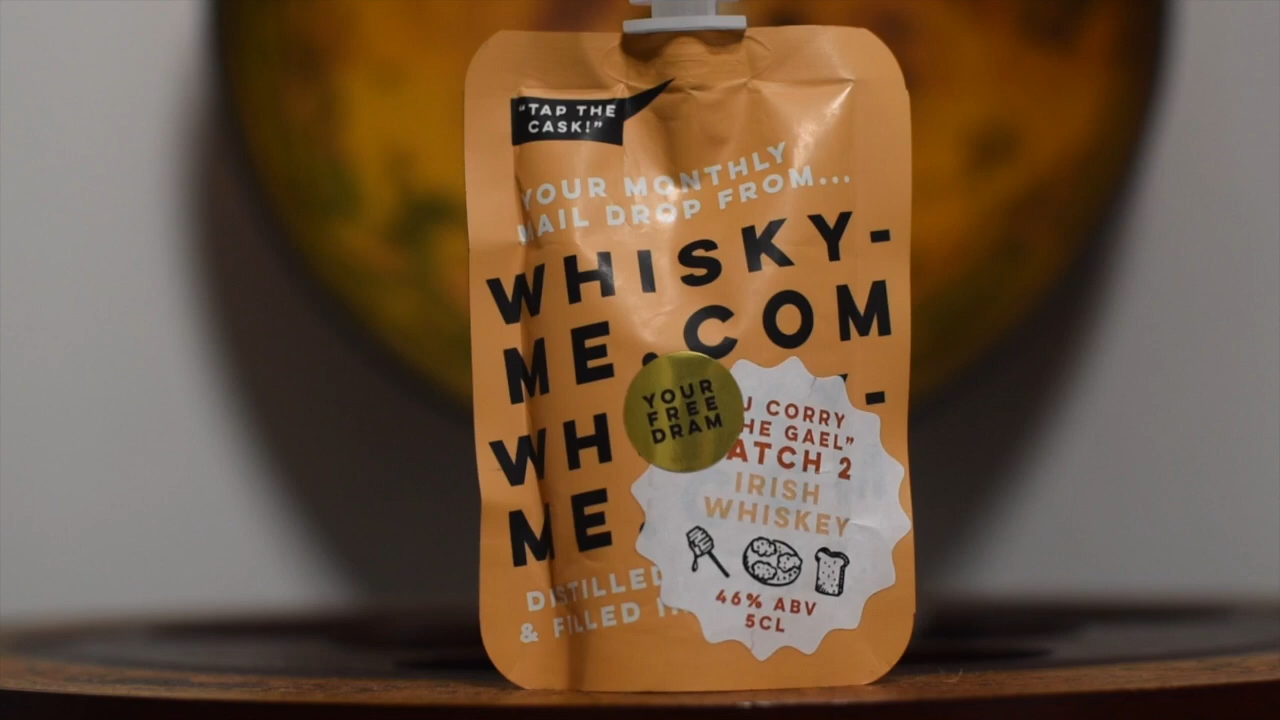 "TAP THE
CASK!"
YOUR MONTHLY
MAIL DROP FROM...
WHISKY-
ME.COM
WH -
ME.
YOUR
FREE
DRAM
U CORRY
HE GAEL"
ATCH 2
IRISH
WHISKEY
46% ABV
5CL
DISTILLED
& FILLED